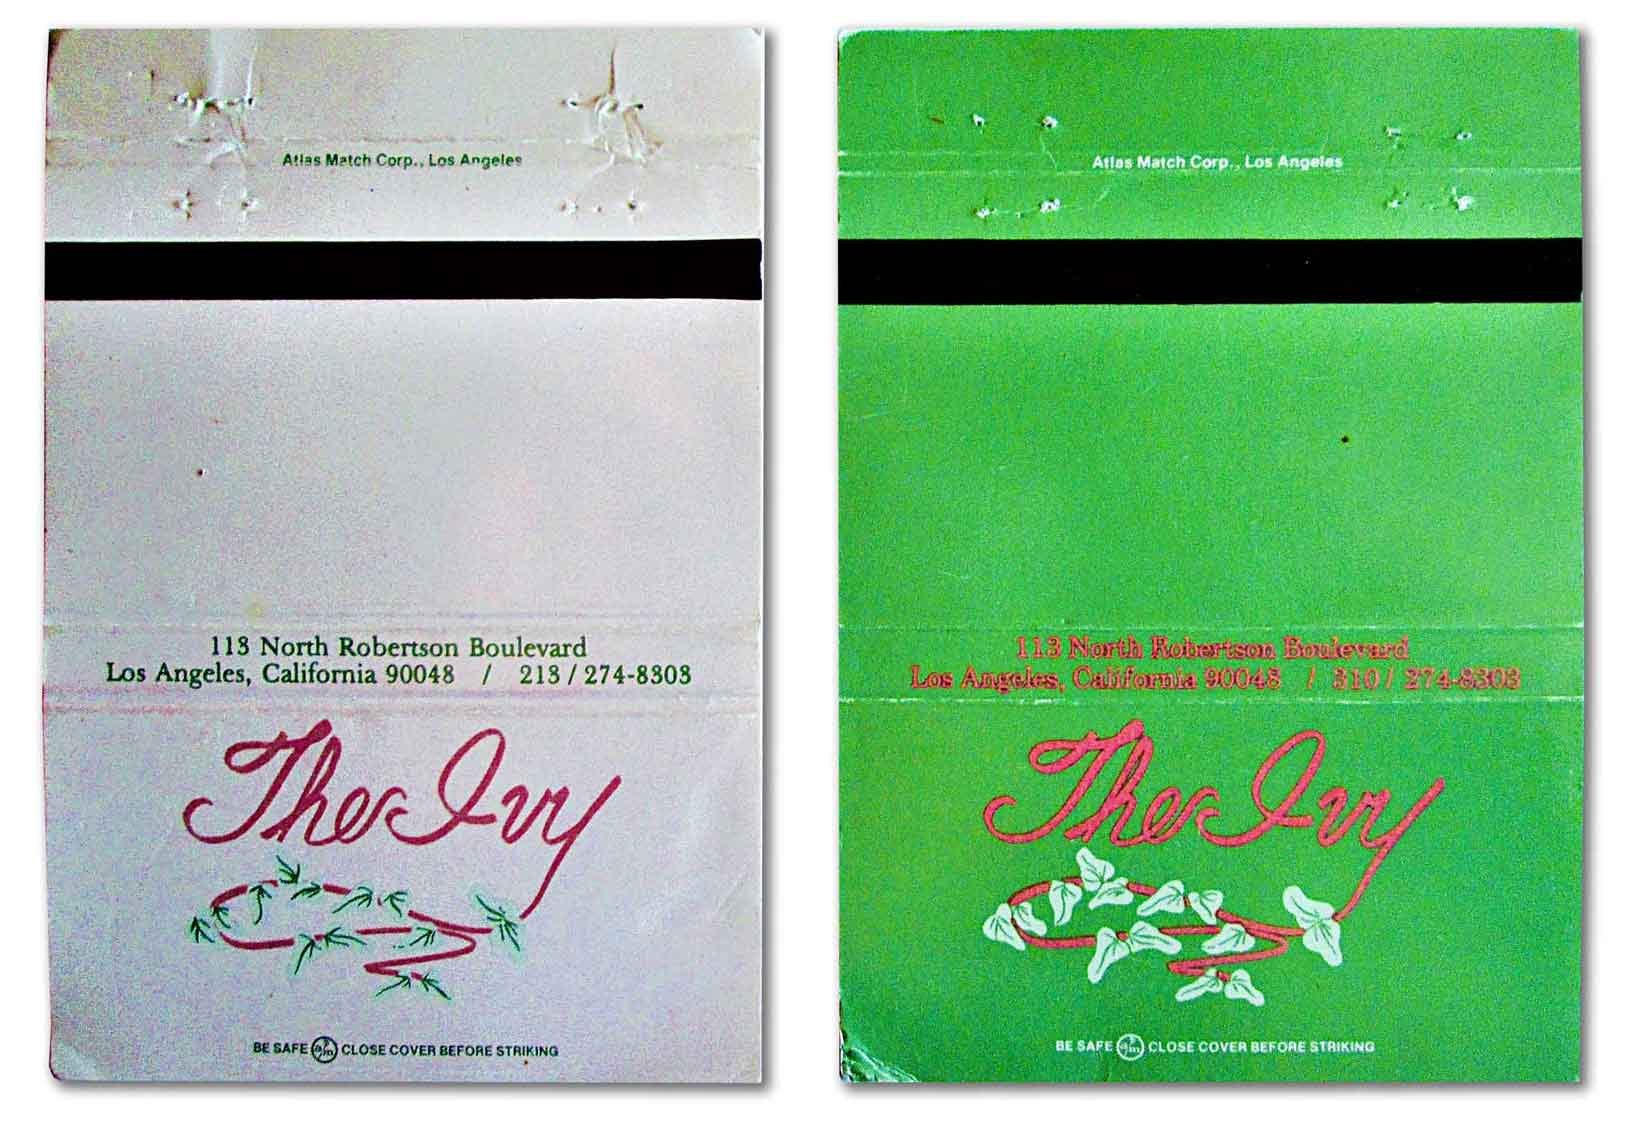 Atlas Match Corp., Los Angeles
113 North Robertson Boulevard
Los Angeles, California 90048 / 213 / 274-8303
The Ivy
BE SAFE CLOSE COVER BEFORE STRIKING
Atlas Match Corp., Los Angeles
113 North Robertson Boulevard
Los Angeles, California 90048 / 310 / 274-8303
The Ivy
BE SAFE CLOSE COVER BEFORE STRIKING